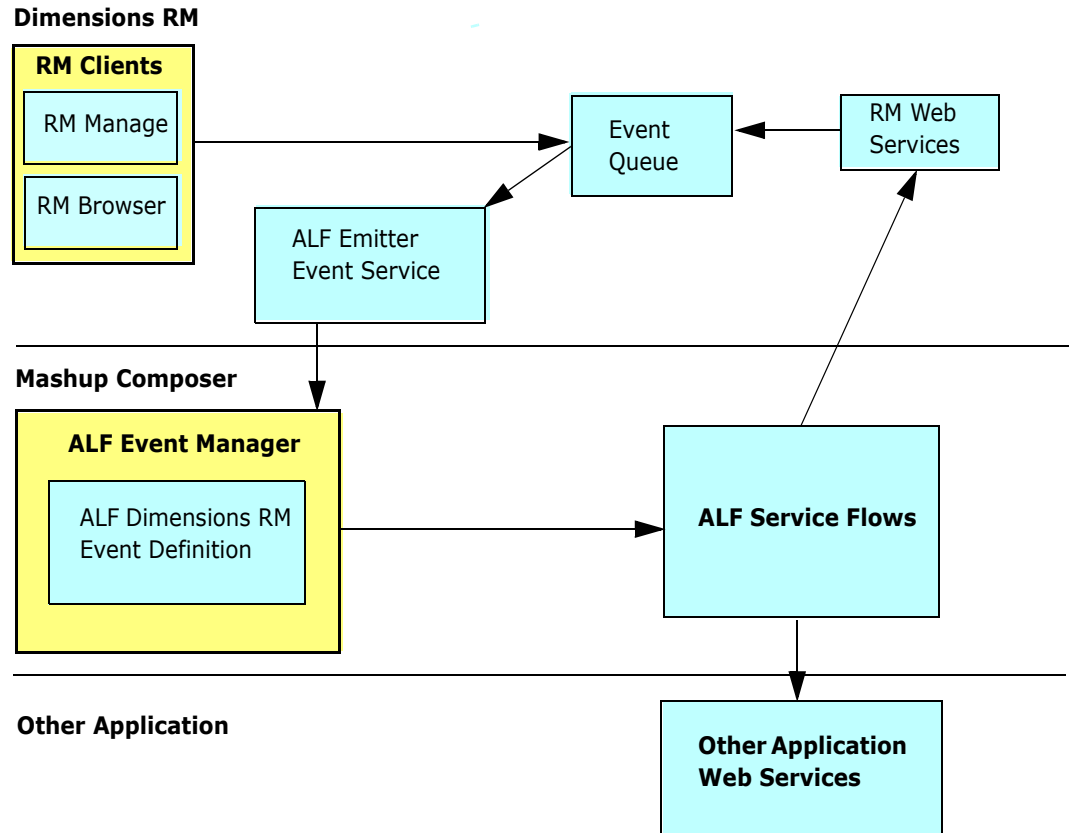 Dimensions RM
RM Clients
RM Manage
RM Browser
Event
Queue
RM Web
Services
ALF Emitter
Event Service
Mashup Composer
ALF Event Manager
ALF Dimensions RM
Event Definition
ALF Service Flows
Other Application
Other Application
Web Services